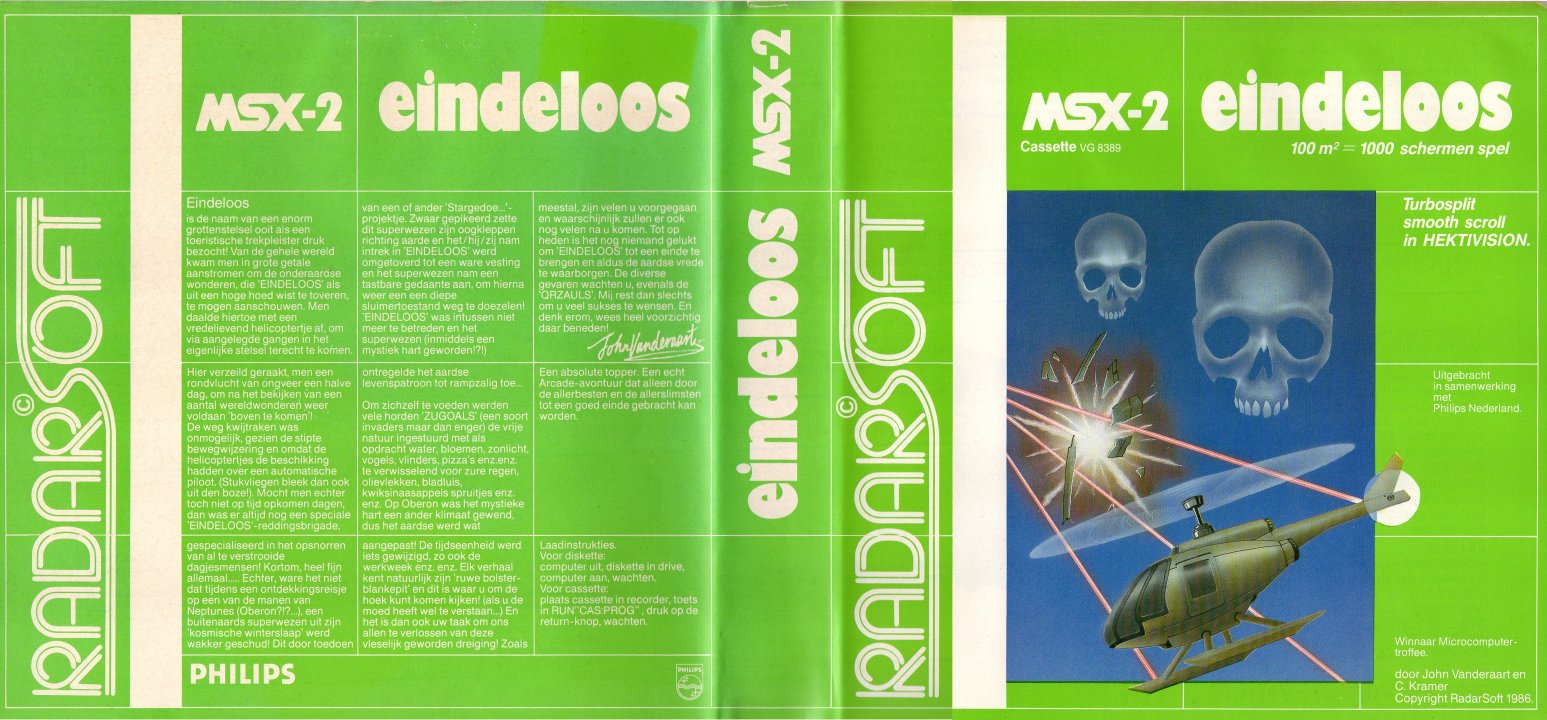 © RADARSOFT
MSX-2
eindeloos
Eindeloos
is de naam van een enorm
grottenstelsel ooit als een
toeristische trekpleister druk
bezocht! Van de gehele wereld
kwam men in grote getale
aanstromen om de onderaardse
wonderen, die 'EINDELOOS' als
uit een hoge hoed wist te toveren,
te mogen aanschouwen. Men
daalde hiertoe met een
vredelievend helicoptertje af, om
via aangelegde gangen in het
eigenlijke stelsel terecht te komen.
Hier verzeild geraakt, men een
rondvlucht van ongveer een halve
dag, om na het bekijken van een
aantal wereldwonderen weer
voldaan 'boven te komen'!
De weg kwijtraken was
onmogelijk, gezien de stipte
bewegwijzering en omdat de
helicoptertjes de beschikking
hadden over een automatische
piloot. (Stukvliegen bleek dan ook
uit den boze!). Mocht men echter
toch niet op tijd opkomen dagen,
dan was er altijd nog een speciale
'EINDELOOS'-reddingsbrigade,
gespecialiseerd in het opsnorren
van al te verstrooide
dagjesmensen! Kortom, heel fijn
allemaal..... Echter, ware het niet
dat tijdens een ontdekkingsreisje
op een van de manen van
Neptunes (Oberon?!?...), een
buitenaards superwezen uit zijn
'kosmische winterslaap' werd
wakker geschud! Dit door toedoen
van een of ander 'Stargedoe...'-
projektje. Zwaar gepikeerd zette
dit superwezen zijn oogkleppen
richting aarde en het/hij/zij nam
intrek in 'EINDELOOS' werd
omgetoverd tot een ware vesting
en het superwezen nam een
tastbare gedaante aan, om hierna
weer een een diepe
sluimertoestand weg te doezelen!
'EINDELOOS' was intussen niet
meer te betreden en het
superwezen (inmiddels een
mystiek hart geworden!?!)
ontregelde het aardse
levenspatroon tot rampzalig toe...
Om zichzelf te voeden werden
vele horden 'ZUGOALS' (een soort
invaders maar dan enger) de vrije
natuur ingestuurd met als
opdracht water, bloemen, zonlicht,
vogels, vlinders, pizza's enz.enz.
te verwisselend voor zure regen,
olievlekken, bladluis,
kwiksinaasappels spruitjes enz.
enz. Op Oberon was het mystieke
hart een ander klimaat gewend,
dus het aardse werd wat
aangepast! De tijdseenheid werd
iets gewijzigd, zo ook de
werkweek enz. enz. Elk verhaal
kent natuurlijk zijn 'ruwe bolster-
blankepit' en dit is waar u om de
hoek kunt komen kijken! (als u de
moed heeft wel te verstaan...) En
het is dan ook uw taak om ons
allen te verlossen van deze
vleselijk geworden dreiging! Zoals
meestal, zijn velen u voorgegaan
en waarschijnlijk zullen er ook
nog velen na u komen. Tot op
heden is het nog niemand gelukt
om 'EINDELOOS' tot een einde te
brengen en aldus de aardse vrede
te waarborgen. De diverse
gevaren wachten u, evenals de
'QRZAULS'. Mij rest dan slechts
om u veel sukses te wensen. En
denk erom, wees heel voorzichtig
daar beneden!
John Vanderaart
Een absolute topper. Een echt
Arcade-avontuur dat alleen door
de allerbesten en de allerslimsten
tot een goed einde gebracht kan
worden.
Laadinstrukties.
Voor diskette:
computer uit, diskette in drive,
computer aan, wachten.
Voor cassette:
plaats cassette in recorder, toets
in RUN"CAS:PROG", druk op de
return-knop, wachten.
PHILIPS
PHILIPS
eindeloos MSX-2
© RADARSOFT
MSX-2
Cassette VG 8389
eindeloos
100 m² = 1000 schermen spel
Turbosplit
smooth scroll
in HEKTIVISION.
Uitgebracht
in samenwerking
met
Philips Nederland.
Winnaar Microcomputer-
troffee.
door John Vanderaart en
C. Kramer
Copyright RadarSoft 1986.